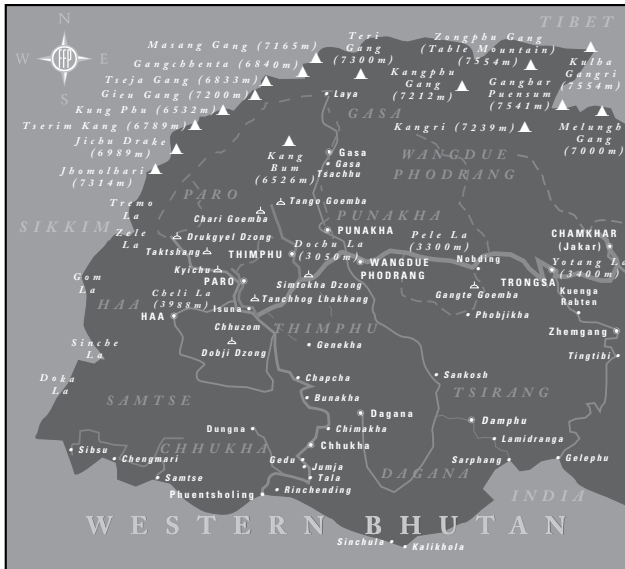 N
TIBET
W
FFP
E
S
Masang Gang (7165m)
Gangchhenta (6840m)
Tseja Gang (6833m)
Gieu Gang (7200m)
Kung Phu (6532m)
Tserim Kang (6789m)
Jichu Drake
(6989m)
Jhomolhari
(7314m)
Teri
Gang
(7300m)
Zongphu Gang
(Table Mountain)
(7554m)
Kangphu
Gang
(7212m)
Kulha
Gangri
(7554m)
Ganghar
Puensum
(7541m)
Kangri (7239m)
Melunghi
Gang
(7000m)
Laya
GASA
Kang
Bum
(6526m)
Gasa
Gasa
Tsachhu
WANGDUE
PHODRANG
PARO
Tango Goemba
Chari Goemba
PUNAKHA
Tremo
La
SIKKIM
Zele
La
Drukgyel Dzong
Taktshang
THIMPHU
Dochu La
(3050m)
PUNAKHA
Pele La
(3300m)
CHAMKHAR
(Jakar)
Kyichu
WANGDUE
PHODRANG
Nobding
Yotang La
(3400m)
TRONGSA
Gom
La
PARO
Simtokha Dzong
Gangte Goemba
Kuenga
Rabten
HAA
Cheli La
(3988m)
Tanchhog Lhakhang
HAA
Isuna
Chhuzom
THIMPHU
Phobjikha
Zhemgang
Dobji Dzong
Genekha
Tingtibi
Sinche
La
Doka
La
Chapcha
Sankosh
SAMTSE
Bunakha
TSIRANG
Dagana
Damphu
Dungna
Chimakha
CHHUKHA
Chhukha
Lamidranga
Sibsu
Chengmari
Gedu
Jumja
Sarphang
Gelephu
Samtse
Tala
DAGANA
Rinchending
Phuentsholing
INDIA
WESTERN BHUTAN
Sinchula
Kalikhola